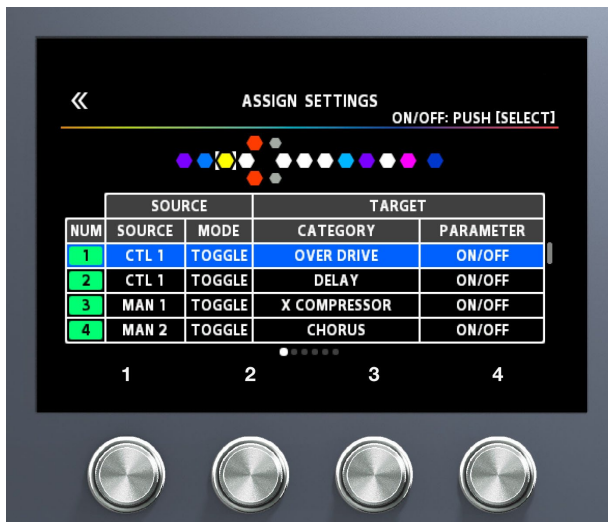 «
ASSIGN SETTINGS
ON/OFF: PUSH [SELECT]
SOURCE TARGET
NUM SOURCE MODE CATEGORY PARAMETER
1 CTL 1 TOGGLE OVER DRIVE ON/OFF
2 CTL 1 TOGGLE DELAY ON/OFF
3 MAN 1 TOGGLE X COMPRESSOR ON/OFF
4 MAN 2 TOGGLE CHORUS ON/OFF
1 2 3 4